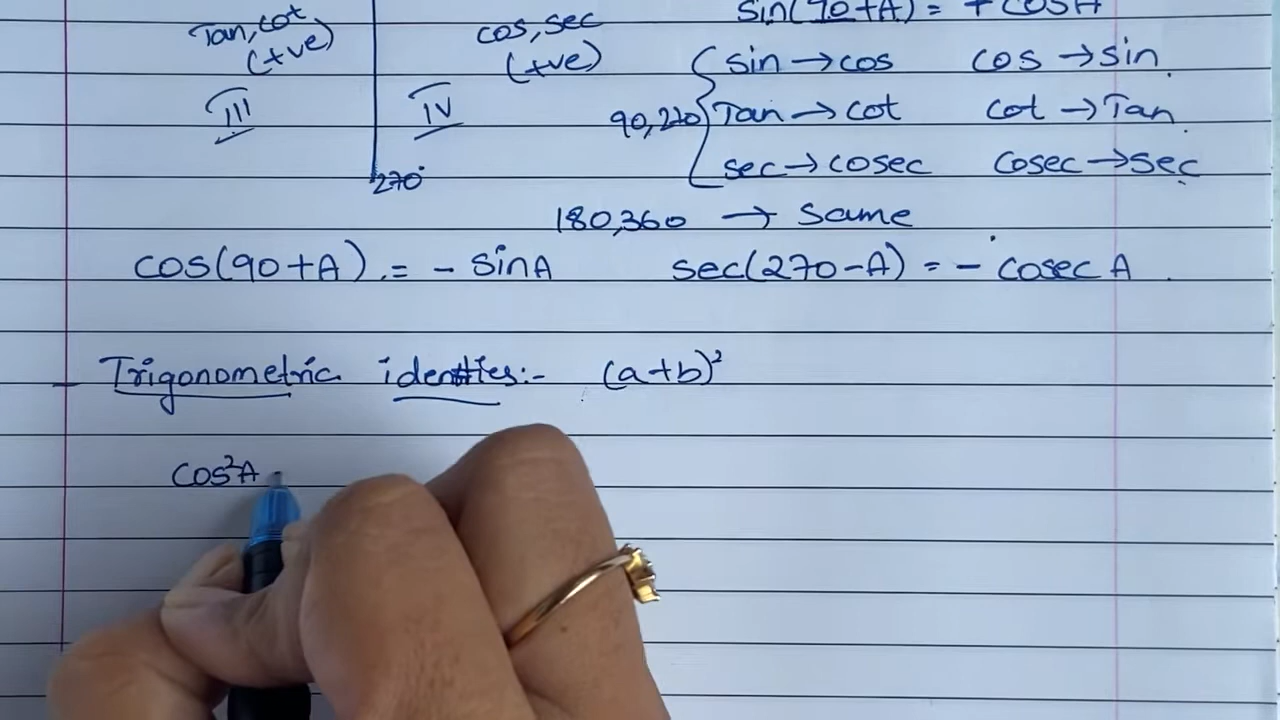 sin(90+A) = +cosA
Tan, cot cos, sec
(+ve) (+ve) sin → cos cos → sin
III IV 90, 270 Tan → cot cot → Tan
sec → cosec cosec → sec
270°
180,360 → same
cos(90+A) = - sinA sec(270-A) = - cosec A
- Trigonometric identities:- (a+b)²
cos²A